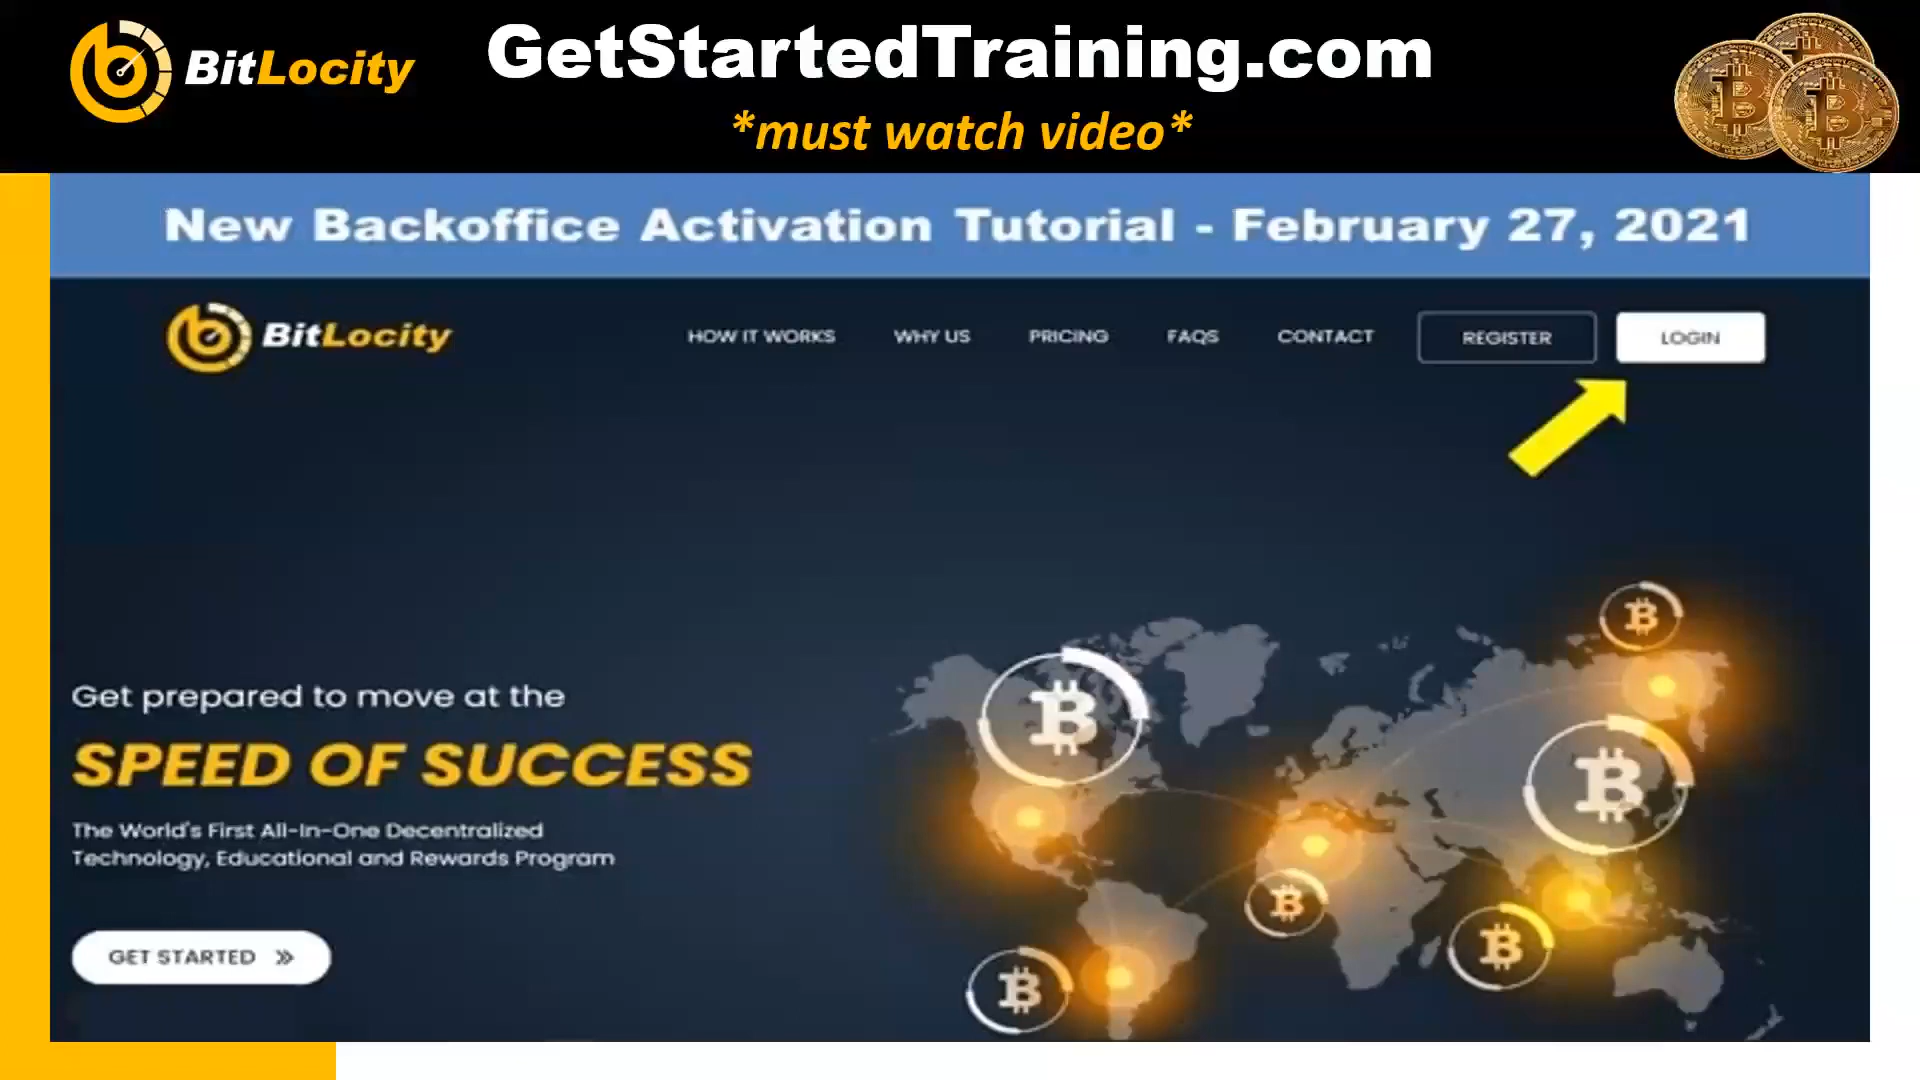 BitLocity
GetStartedTraining.com
*must watch video*
New Backoffice Activation Tutorial - February 27, 2021
BitLocity
HOW IT WORKS
WHY US
PRICING
FAQS
CONTACT
REGISTER
LOGIN
Get prepared to move at the
SPEED OF SUCCESS
The World's First All-In-One Decentralized
Technology, Educational and Rewards Program
GET STARTED »